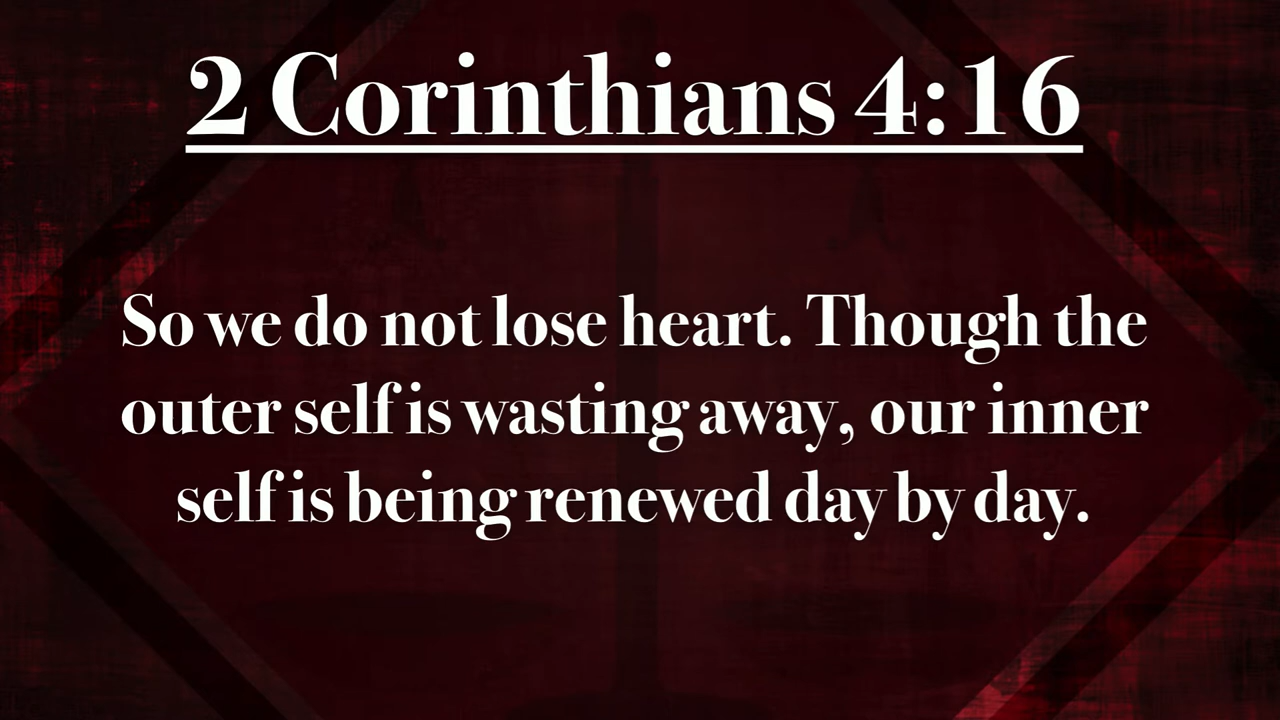 2 Corinthians 4:16
So we do not lose heart. Though the
outer self is wasting away, our inner
self is being renewed day by day.